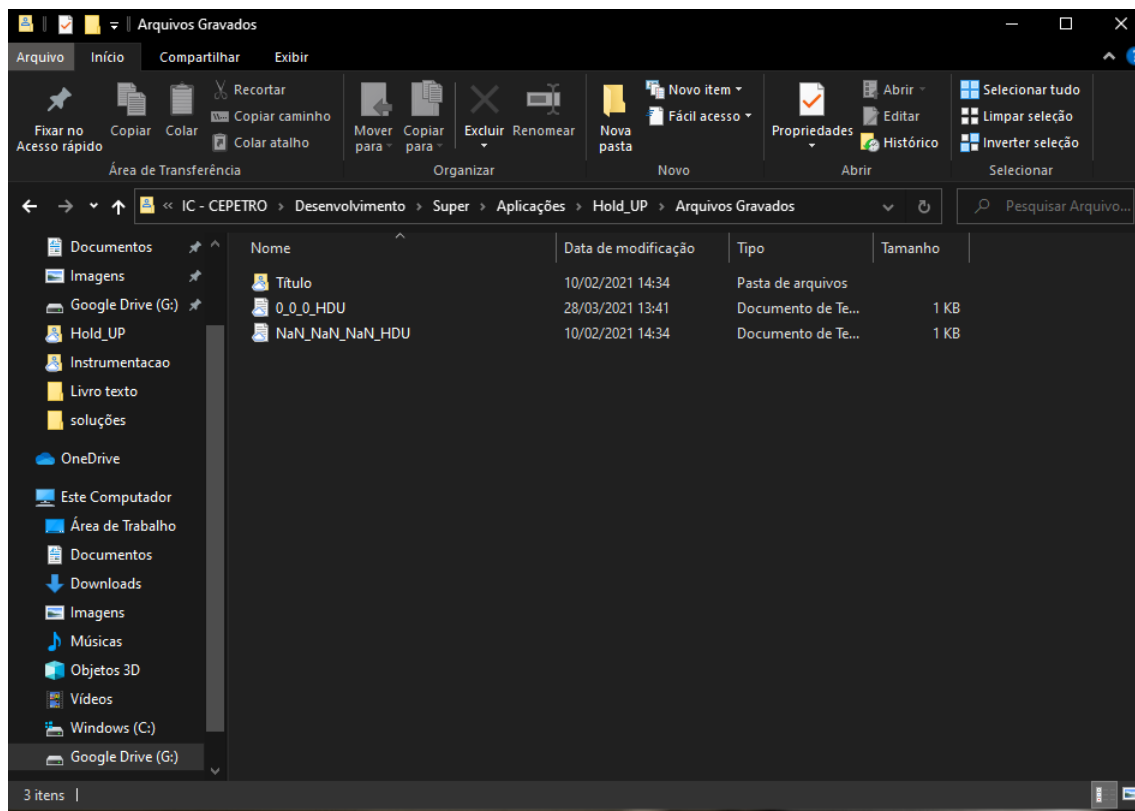 Arquivos Gravados
Arquivo Início Compartilhar Exibir
Fixar no Acesso rápido
Copiar
Colar
Recortar
Copiar caminho
Colar atalho
Área de Transferência
Mover para
Copiar para
Excluir
Renomear
Organizar
Nova pasta
Novo item
Fácil acesso
Novo
Propriedades
Abrir
Editar
Histórico
Abrir
Selecionar tudo
Limpar seleção
Inverter seleção
Selecionar
« IC - CEPETRO > Desenvolvimento > Super > Aplicações > Hold_UP > Arquivos Gravados
Pesquisar Arquivo...
Documentos
Imagens
Google Drive (G:)
Hold_UP
Instrumentacao
Livro texto
soluções
OneDrive
Este Computador
Área de Trabalho
Documentos
Downloads
Imagens
Músicas
Objetos 3D
Vídeos
Windows (C:)
Google Drive (G:)
Nome Data de modificação Tipo Tamanho
Título 10/02/2021 14:34 Pasta de arquivos
0_0_0_HDU 28/03/2021 13:41 Documento de Te... 1 KB
NaN_NaN_NaN_HDU 10/02/2021 14:34 Documento de Te... 1 KB
3 itens